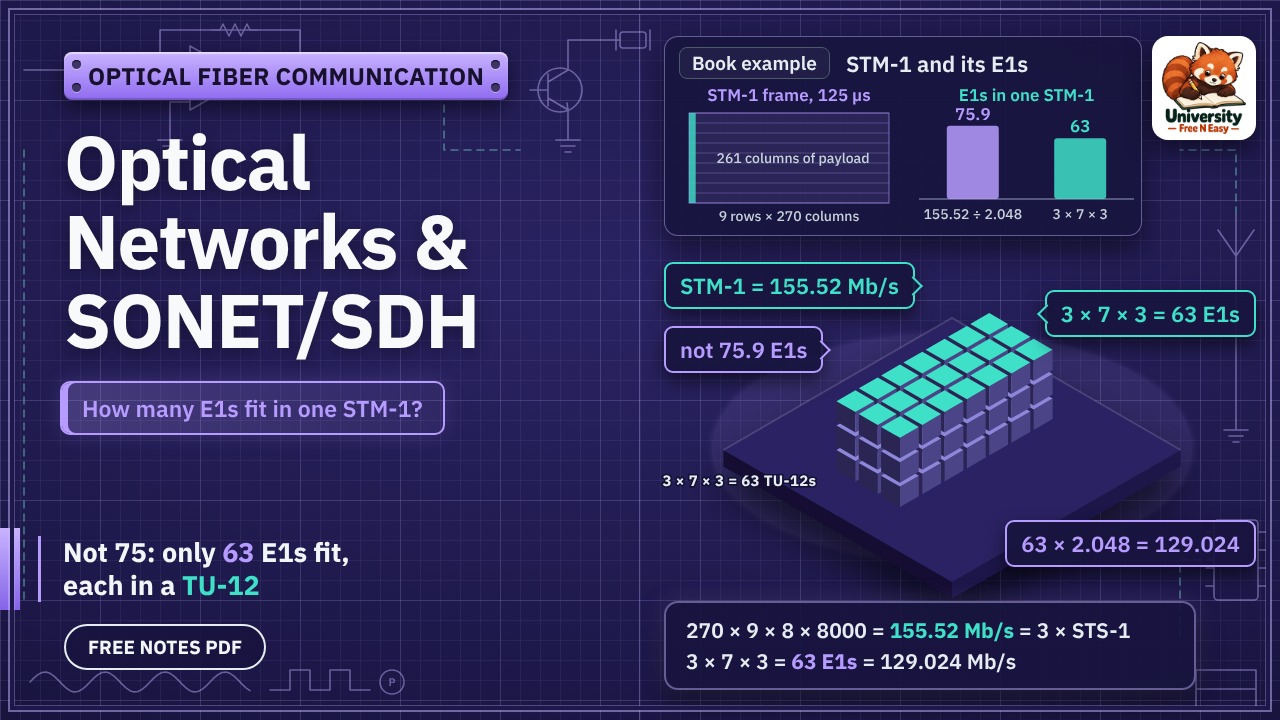 OPTICAL FIBER COMMUNICATION
Optical
Networks &
SONET/SDH
How many E1s fit in one STM-1?
Not 75: only 63 E1s fit,
each in a TU-12
FREE NOTES PDF
P
Book example
STM-1 and its E1s
STM-1 frame, 125 µs
261 columns of payload
9 rows × 270 columns
E1s in one STM-1
75.9
63
155.52 ÷ 2.048
3 × 7 × 3
University
Free N Easy
STM-1 = 155.52 Mb/s
3 × 7 × 3 = 63 E1s
not 75.9 E1s
3 × 7 × 3 = 63 TU-12s
63 × 2.048 = 129.024
270 × 9 × 8 × 8000 = 155.52 Mb/s = 3 × STS-1
3 × 7 × 3 = 63 E1s = 129.024 Mb/s